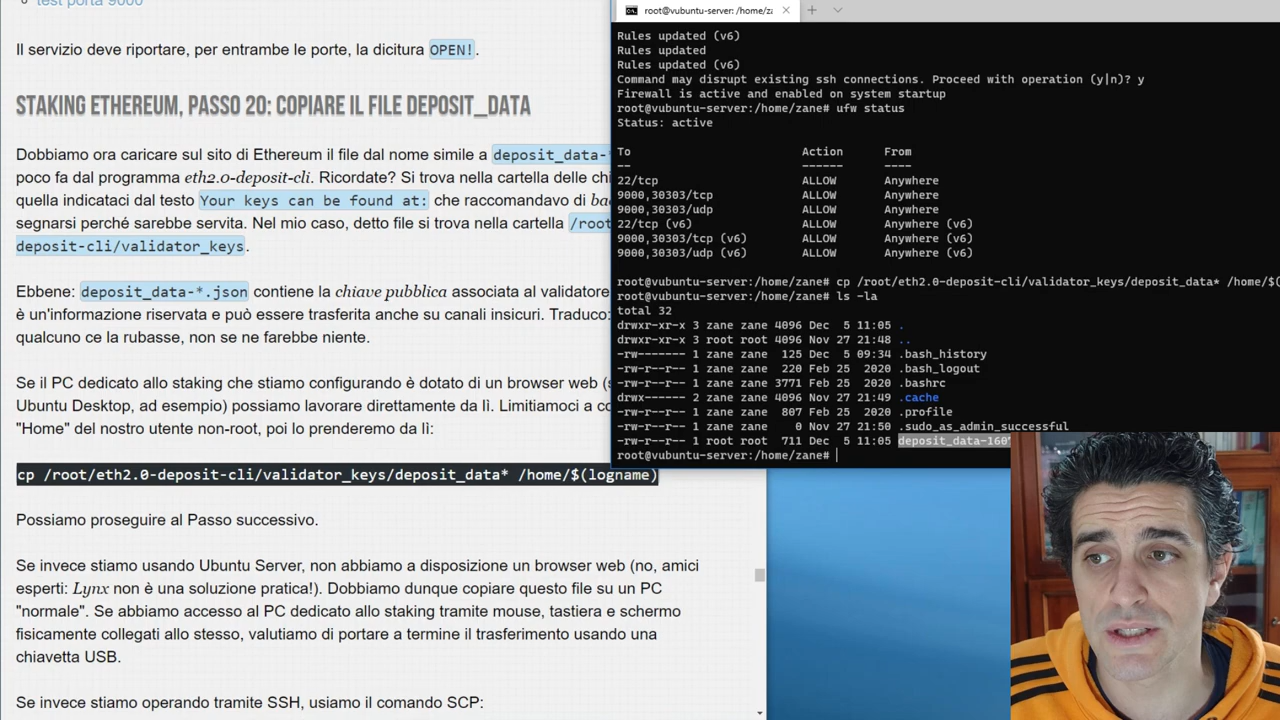 test porta 9000
Il servizio deve riportare, per entrambe le porte, la dicitura OPEN!.
STAKING ETHEREUM, PASSO 20: COPIARE IL FILE DEPOSIT_DATA
Dobbiamo ora caricare sul sito di Ethereum il file dal nome simile a deposit_data-
poco fa dal programma eth2.0-deposit-cli. Ricordate? Si trova nella cartella delle
quella indicataci dal testo Your keys can be found at: che raccomandavo di
segnarsi perché sarebbe servita. Nel mio caso, detto file si trova nella cartella /root
deposit-cli/validator_keys.
Ebbene: deposit_data-*.json contiene la chiave pubblica associata al validatore
è un'informazione riservata e può essere trasferita anche su canali insicuri. Traduco:
qualcuno ce la rubasse, non se ne farebbe niente.
Se il PC dedicato allo staking che stiamo configurando è dotato di un browser web
Ubuntu Desktop, ad esempio) possiamo lavorare direttamente da lì. Limitiamoci a
"Home" del nostro utente non-root, poi lo prenderemo da lì:
cp /root/eth2.0-deposit-cli/validator_keys/deposit_data* /home/$(logname)
Possiamo proseguire al Passo successivo.
Se invece stiamo usando Ubuntu Server, non abbiamo a disposizione un browser web (no, amici
esperti: Lynx non è una soluzione pratica!). Dobbiamo dunque copiare questo file su un PC
"normale". Se abbiamo accesso al PC dedicato allo staking tramite mouse, tastiera e schermo
fisicamente collegati allo stesso, valutiamo di portare a termine il trasferimento usando una
chiavetta USB.
Se invece stiamo operando tramite SSH, usiamo il comando SCP:
root@vubuntu-server: /home/za
Rules updated (v6)
Rules updated
Rules updated (v6)
Command may disrupt existing ssh connections. Proceed with operation (y|n)? y
Firewall is active and enabled on system startup
root@vubuntu-server:/home/zane# ufw status
Status: active
To Action From
-- ------ ----
22/tcp ALLOW Anywhere
9000,30303/tcp ALLOW Anywhere
9000,30303/udp ALLOW Anywhere
22/tcp (v6) ALLOW Anywhere (v6)
9000,30303/tcp (v6) ALLOW Anywhere (v6)
9000,30303/udp (v6) ALLOW Anywhere (v6)
root@vubuntu-server:/home/zane# cp /root/eth2.0-deposit-cli/validator_keys/deposit_data* /home/$(
root@vubuntu-server:/home/zane# ls -la
total 32
drwxr-xr-x 3 zane zane 4096 Dec 5 11:05 .
drwxr-xr-x 3 root root 4096 Nov 27 21:48 ..
-rw------- 1 zane zane 125 Dec 5 09:34 .bash_history
-rw-r--r-- 1 zane zane 220 Feb 25 2020 .bash_logout
-rw-r--r-- 1 zane zane 3771 Feb 25 2020 .bashrc
drwx------ 2 zane zane 4096 Nov 27 21:49 .cache
-rw-r--r-- 1 zane zane 807 Feb 25 2020 .profile
-rw-r--r-- 1 zane zane 0 Nov 27 21:50 .sudo_as_admin_successful
-rw-r--r-- 1 root root 711 Dec 5 11:05 deposit_data-160
root@vubuntu-server:/home/zane#